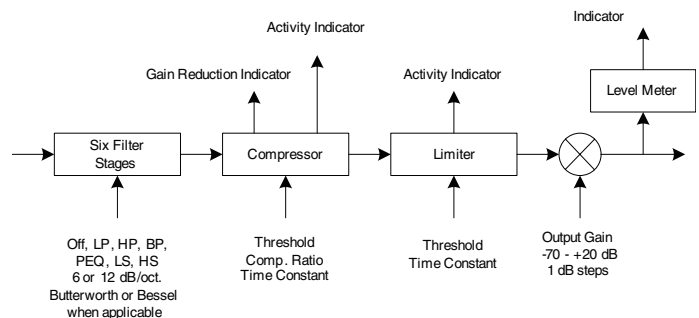 Indicator
Activity Indicator
Gain Reduction Indicator
Activity Indicator
Level Meter
Six Filter
Stages
Compressor
Limiter
Off, LP, HP, BP,
PEQ, LS, HS
6 or 12 dB/oct.
Butterworth or Bessel
when applicable
Threshold
Comp. Ratio
Time Constant
Threshold
Time Constant
Output Gain
-70 - +20 dB
1 dB steps